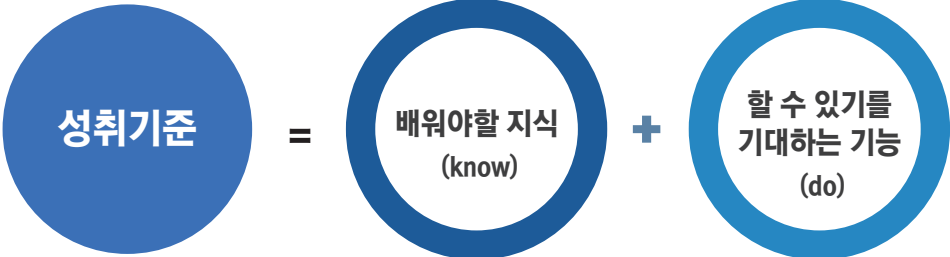 성취기준
=
배워야할 지식
(know)
+
할 수 있기를
기대하는 기능
(do)